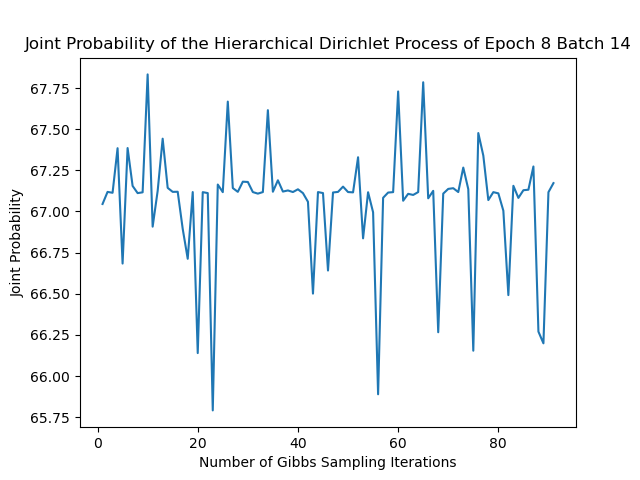 Joint Probability of the Hierarchical Dirichlet Process of Epoch 8 Batch 14
67.75
67.50
67.25
67.00
66.75
66.50
66.25
66.00
65.75
Joint Probability
0 20 40 60 80
Number of Gibbs Sampling Iterations